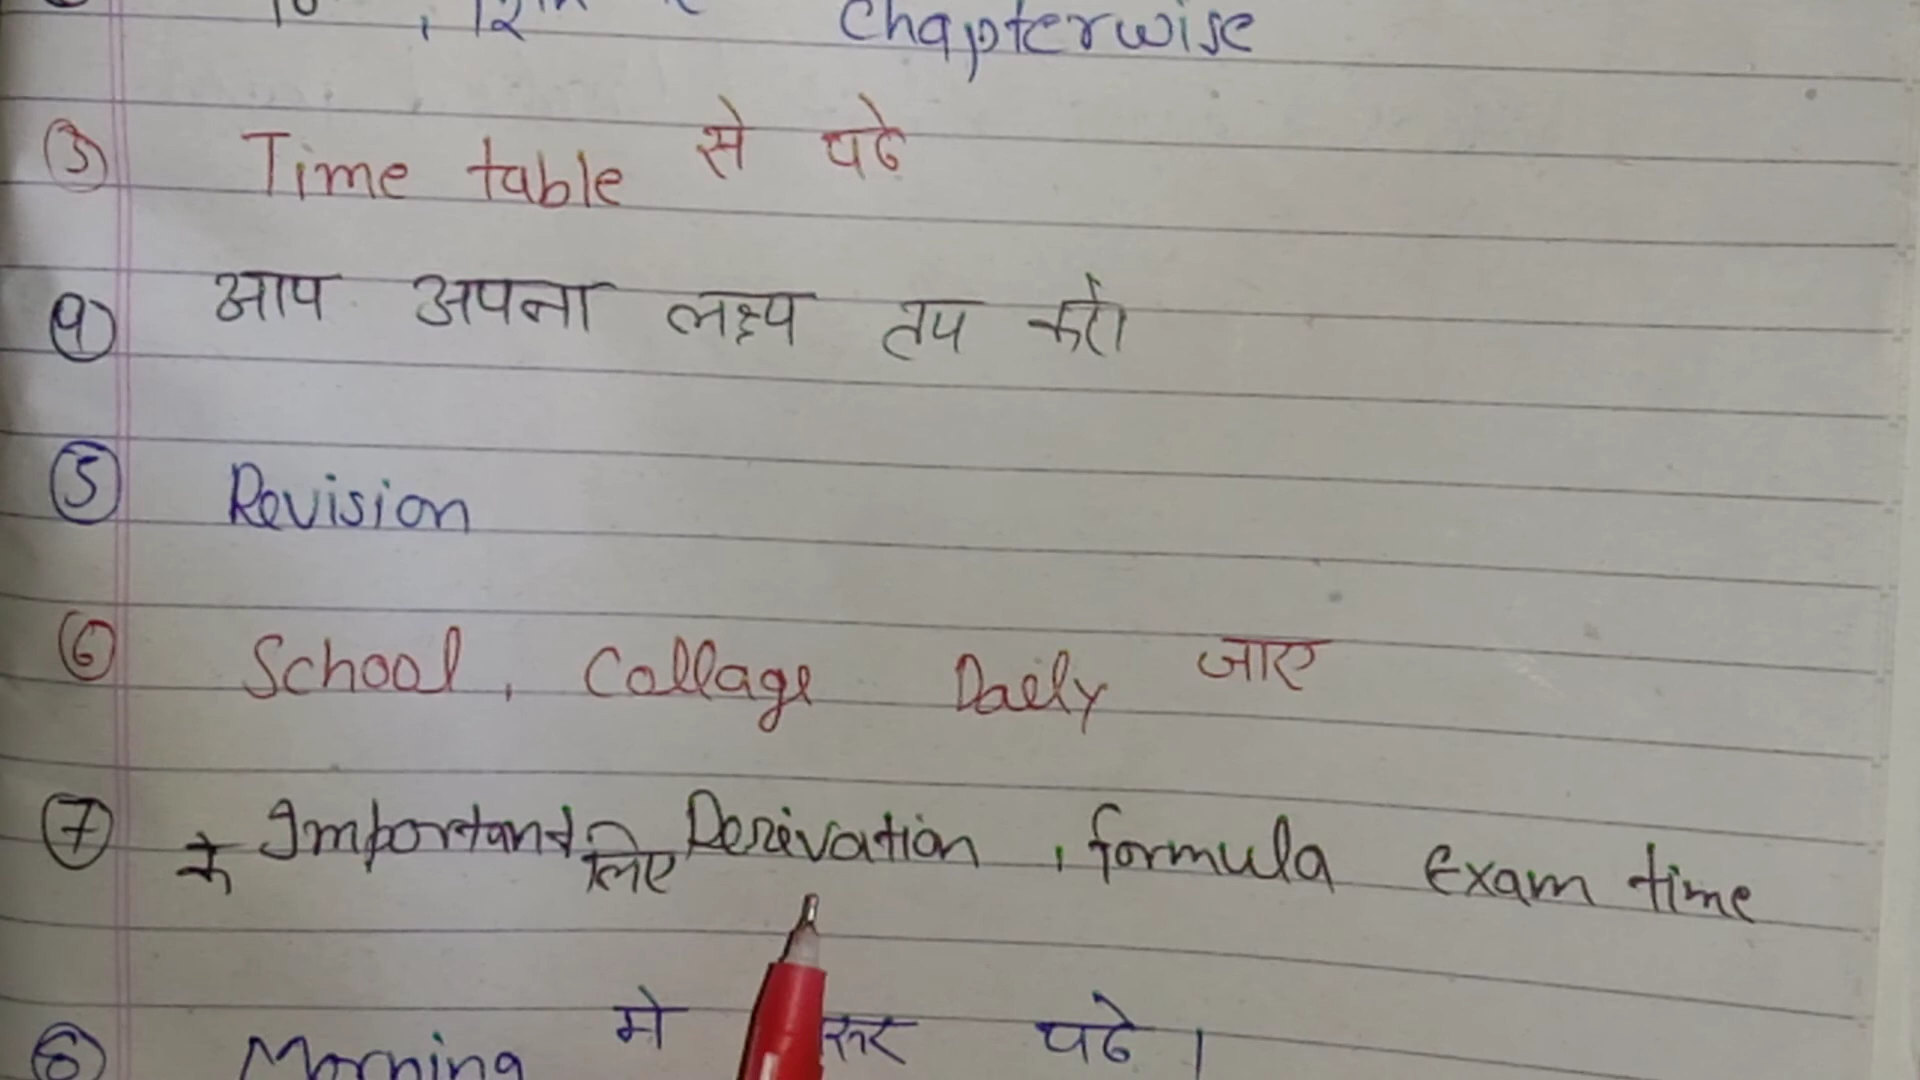 Chapterwise
③ Time table से पढे
④ आप अपना लक्ष्य तय करो
⑤ Revision
⑥ School, Collage Daily जाए
⑦ Important Derivation, formula Exam time
के लिए
⑧ Morning मे पढे।